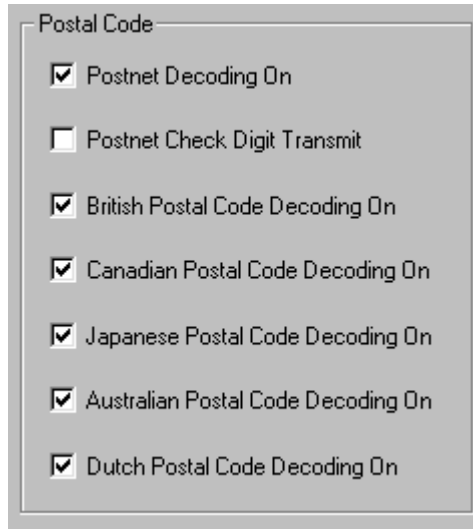 Postal Code
Postnet Decoding On
Postnet Check Digit Transmit
British Postal Code Decoding On
Canadian Postal Code Decoding On
Japanese Postal Code Decoding On
Australian Postal Code Decoding On
Dutch Postal Code Decoding On